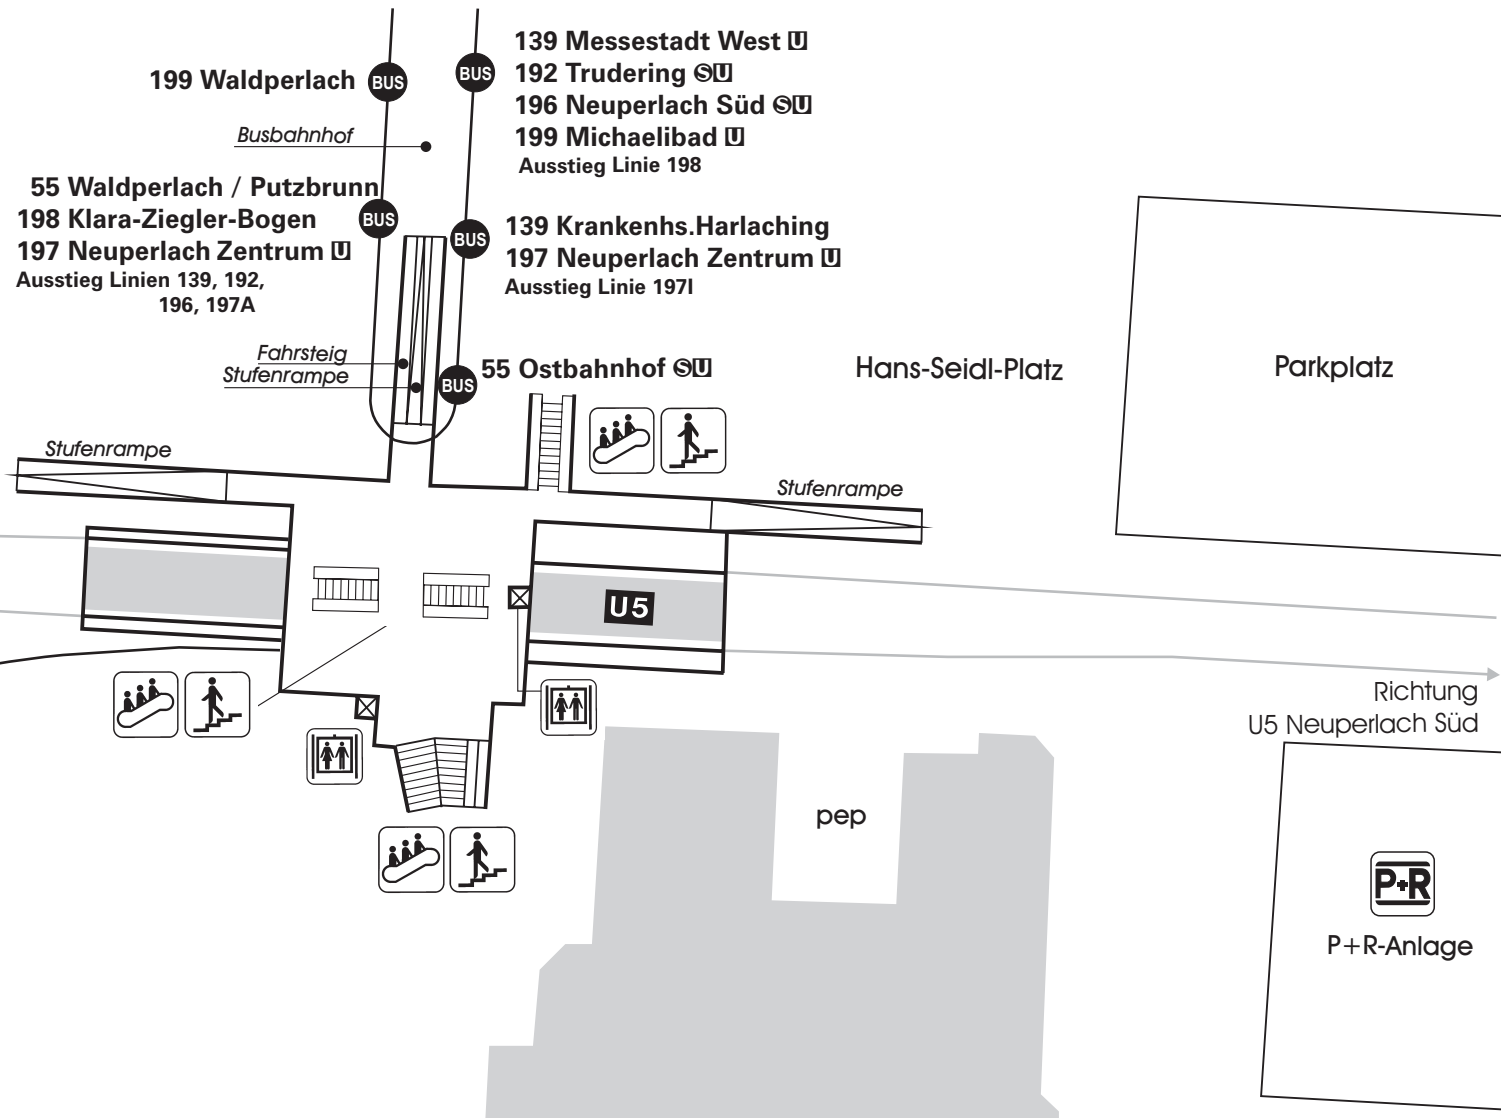 139 Messestadt West U
192 Trudering S U
196 Neuperlach Süd S U
199 Michaelibad U
Ausstieg Linie 198
BUS
199 Waldperlach
BUS
Busbahnhof
55 Waldperlach / Putzbrunn
198 Klara-Ziegler-Bogen
197 Neuperlach Zentrum U
Ausstieg Linien 139, 192,
196, 197A
BUS
BUS
139 Krankenhs.Harlaching
197 Neuperlach Zentrum U
Ausstieg Linie 197I
Fahrsteig
Stufenrampe
BUS
55 Ostbahnhof S U
Hans-Seidl-Platz
Parkplatz
Stufenrampe
Stufenrampe
U5
Richtung
U5 Neuperlach Süd
pep
P+R
P+R-Anlage